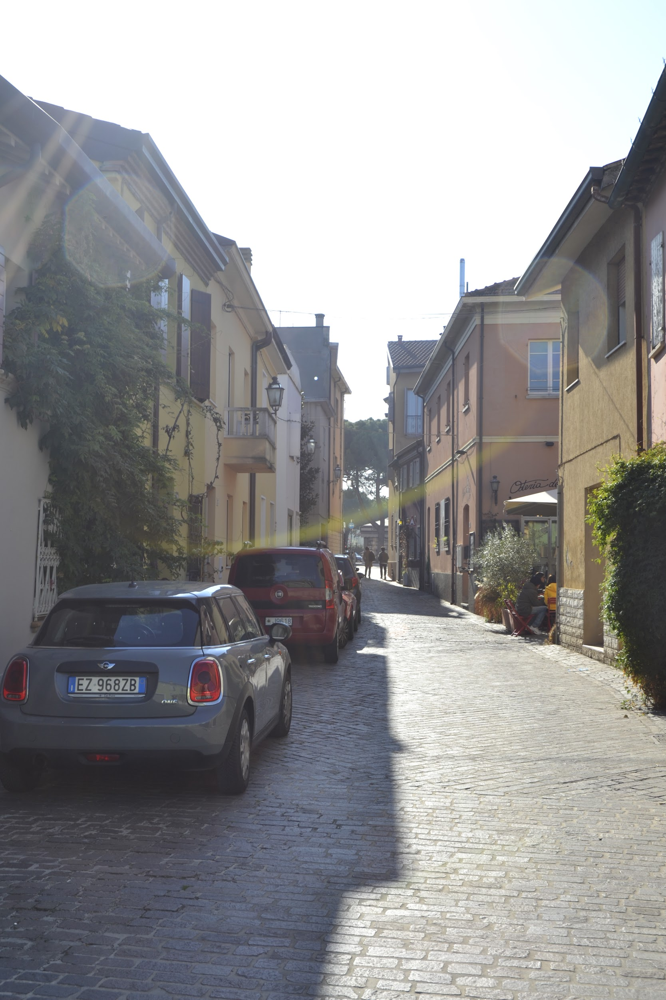 Osteria de
J9618
TREKKING
EZ 968ZB
ONE